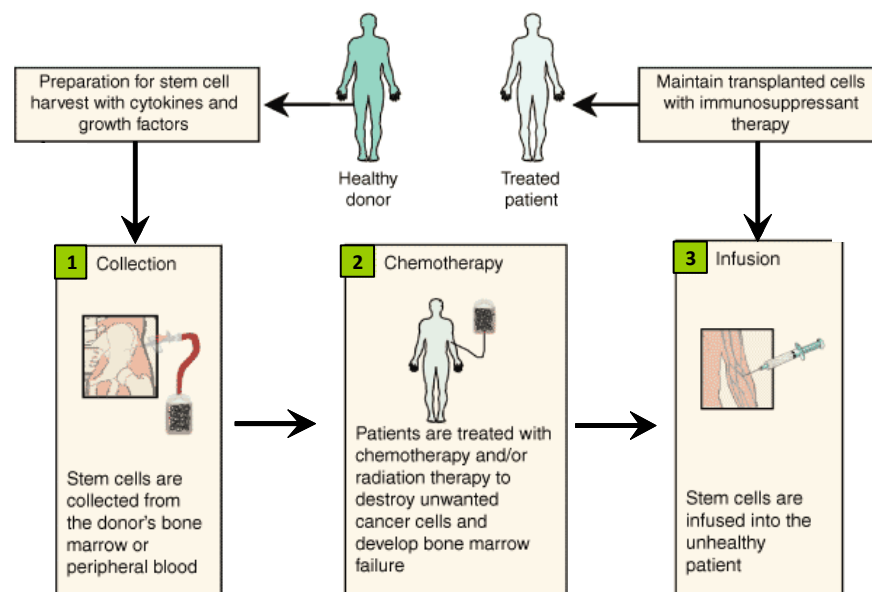 Preparation for stem cell
harvest with cytokines and
growth factors
Healthy
donor
Treated
patient
Maintain transplanted cells
with immunosuppressant
therapy
1 Collection
Stem cells are
collected from
the donor's bone
marrow or
peripheral blood
2 Chemotherapy
Patients are treated with
chemotherapy and/or
radiation therapy to
destroy unwanted
cancer cells and
develop bone marrow
failure
3 Infusion
Stem cells are
infused into the
unhealthy
patient